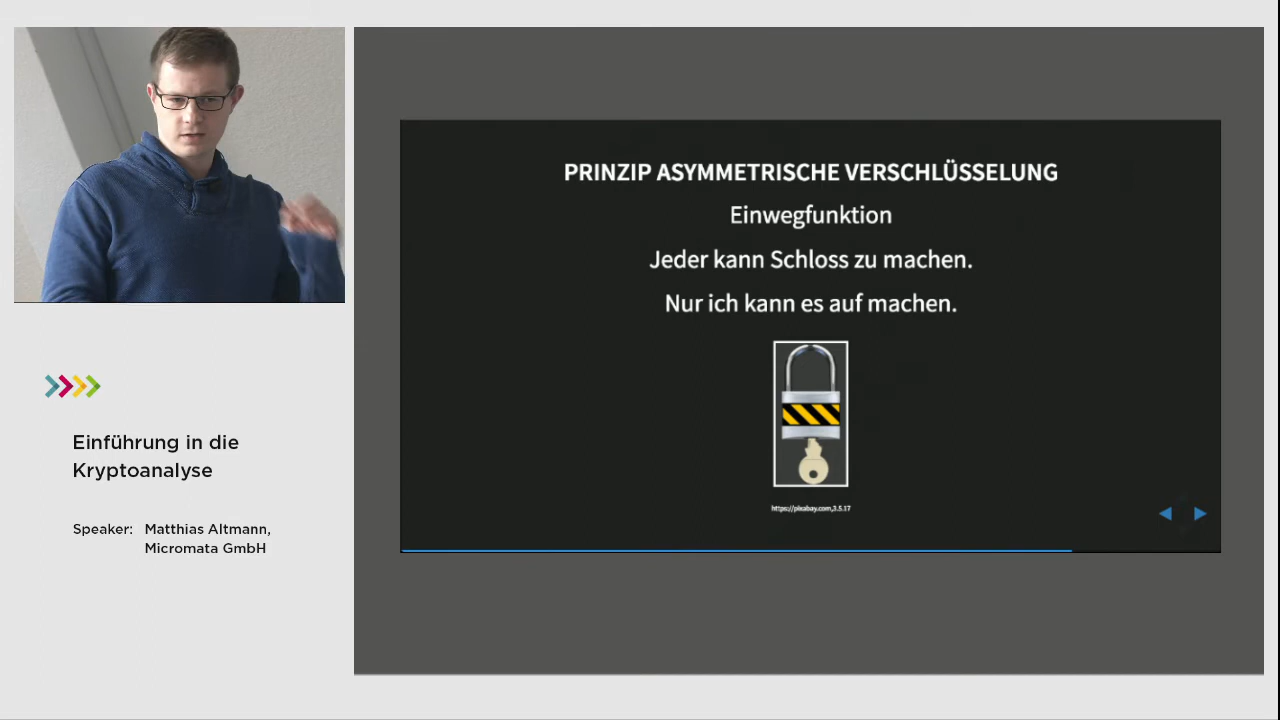 PRINZIP ASYMMETRISCHE VERSCHLÜSSELUNG
Einwegfunktion
Jeder kann Schloss zu machen.
Nur ich kann es auf machen.
https://pixabay.com,3.5.17
Einführung in die
Kryptoanalyse
Speaker: Matthias Altmann,
Micromata GmbH